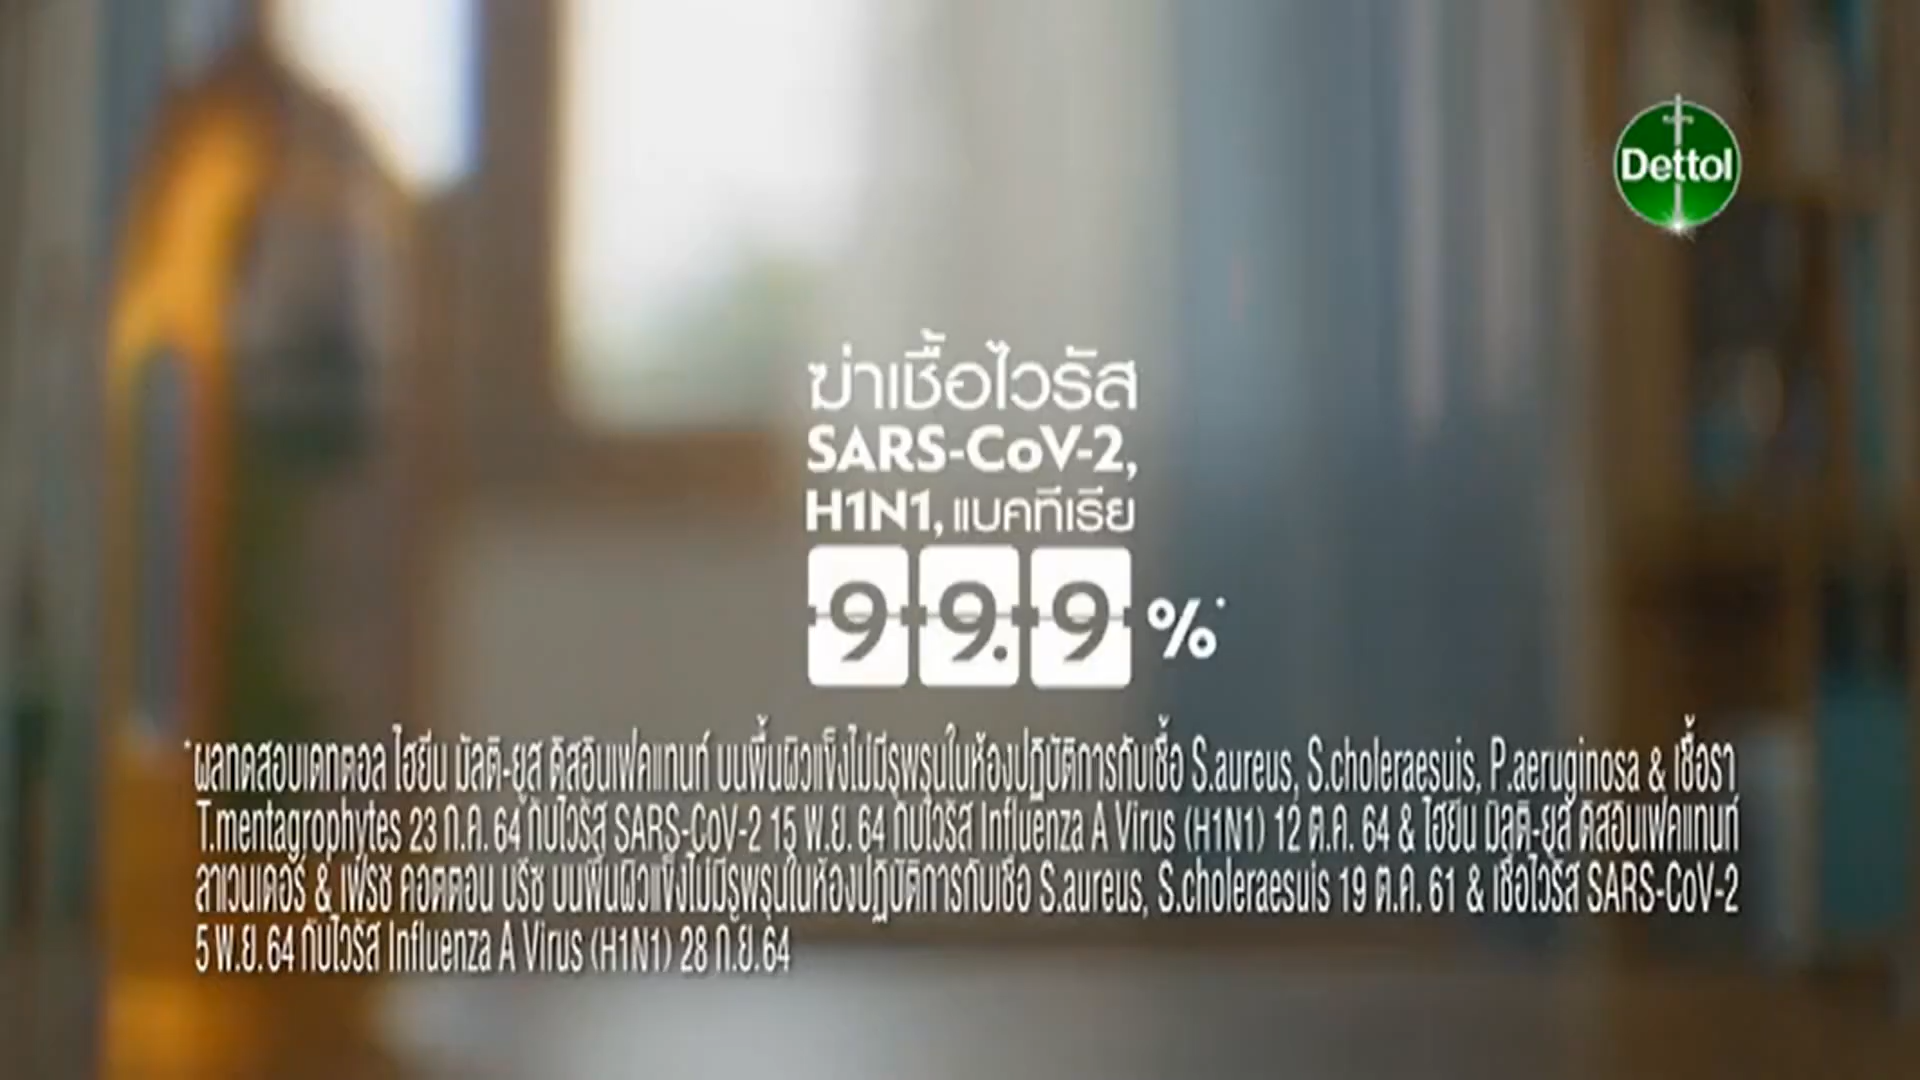 Dettol
ฆ่าเชื้อไวรัส
SARS-CoV-2,
H1N1, แบคทีเรีย
99.9%*
*ผลทดสอบเดทตอล ไฮยีน มัลติ-ยูส ดิสอินเฟคแทนท์ บนพื้นผิวแข็งไม่มีรูพรุนในห้องปฏิบัติการกับเชื้อ S.aureus, S.choleraesuis, P.aeruginosa & เชื้อรา
T.mentagrophytes 23 ก.ค. 64 กับไวรัส SARS-CoV-2 15 พ.ย. 64 กับไวรัส Influenza A Virus (H1N1) 12 ต.ค. 64 & ไฮยีน มัลติ-ยูส ดิสอินเฟคแทนท์
ลาเวนเดอร์ & เฟรช คอตตอน บรีซ บนพื้นผิวแข็งไม่มีรูพรุนในห้องปฏิบัติการกับเชื้อ S.aureus, S.choleraesuis 19 ต.ค. 61 & เชื้อไวรัส SARS-CoV-2
5 พ.ย. 64 กับไวรัส Influenza A Virus (H1N1) 28 ก.ย. 64